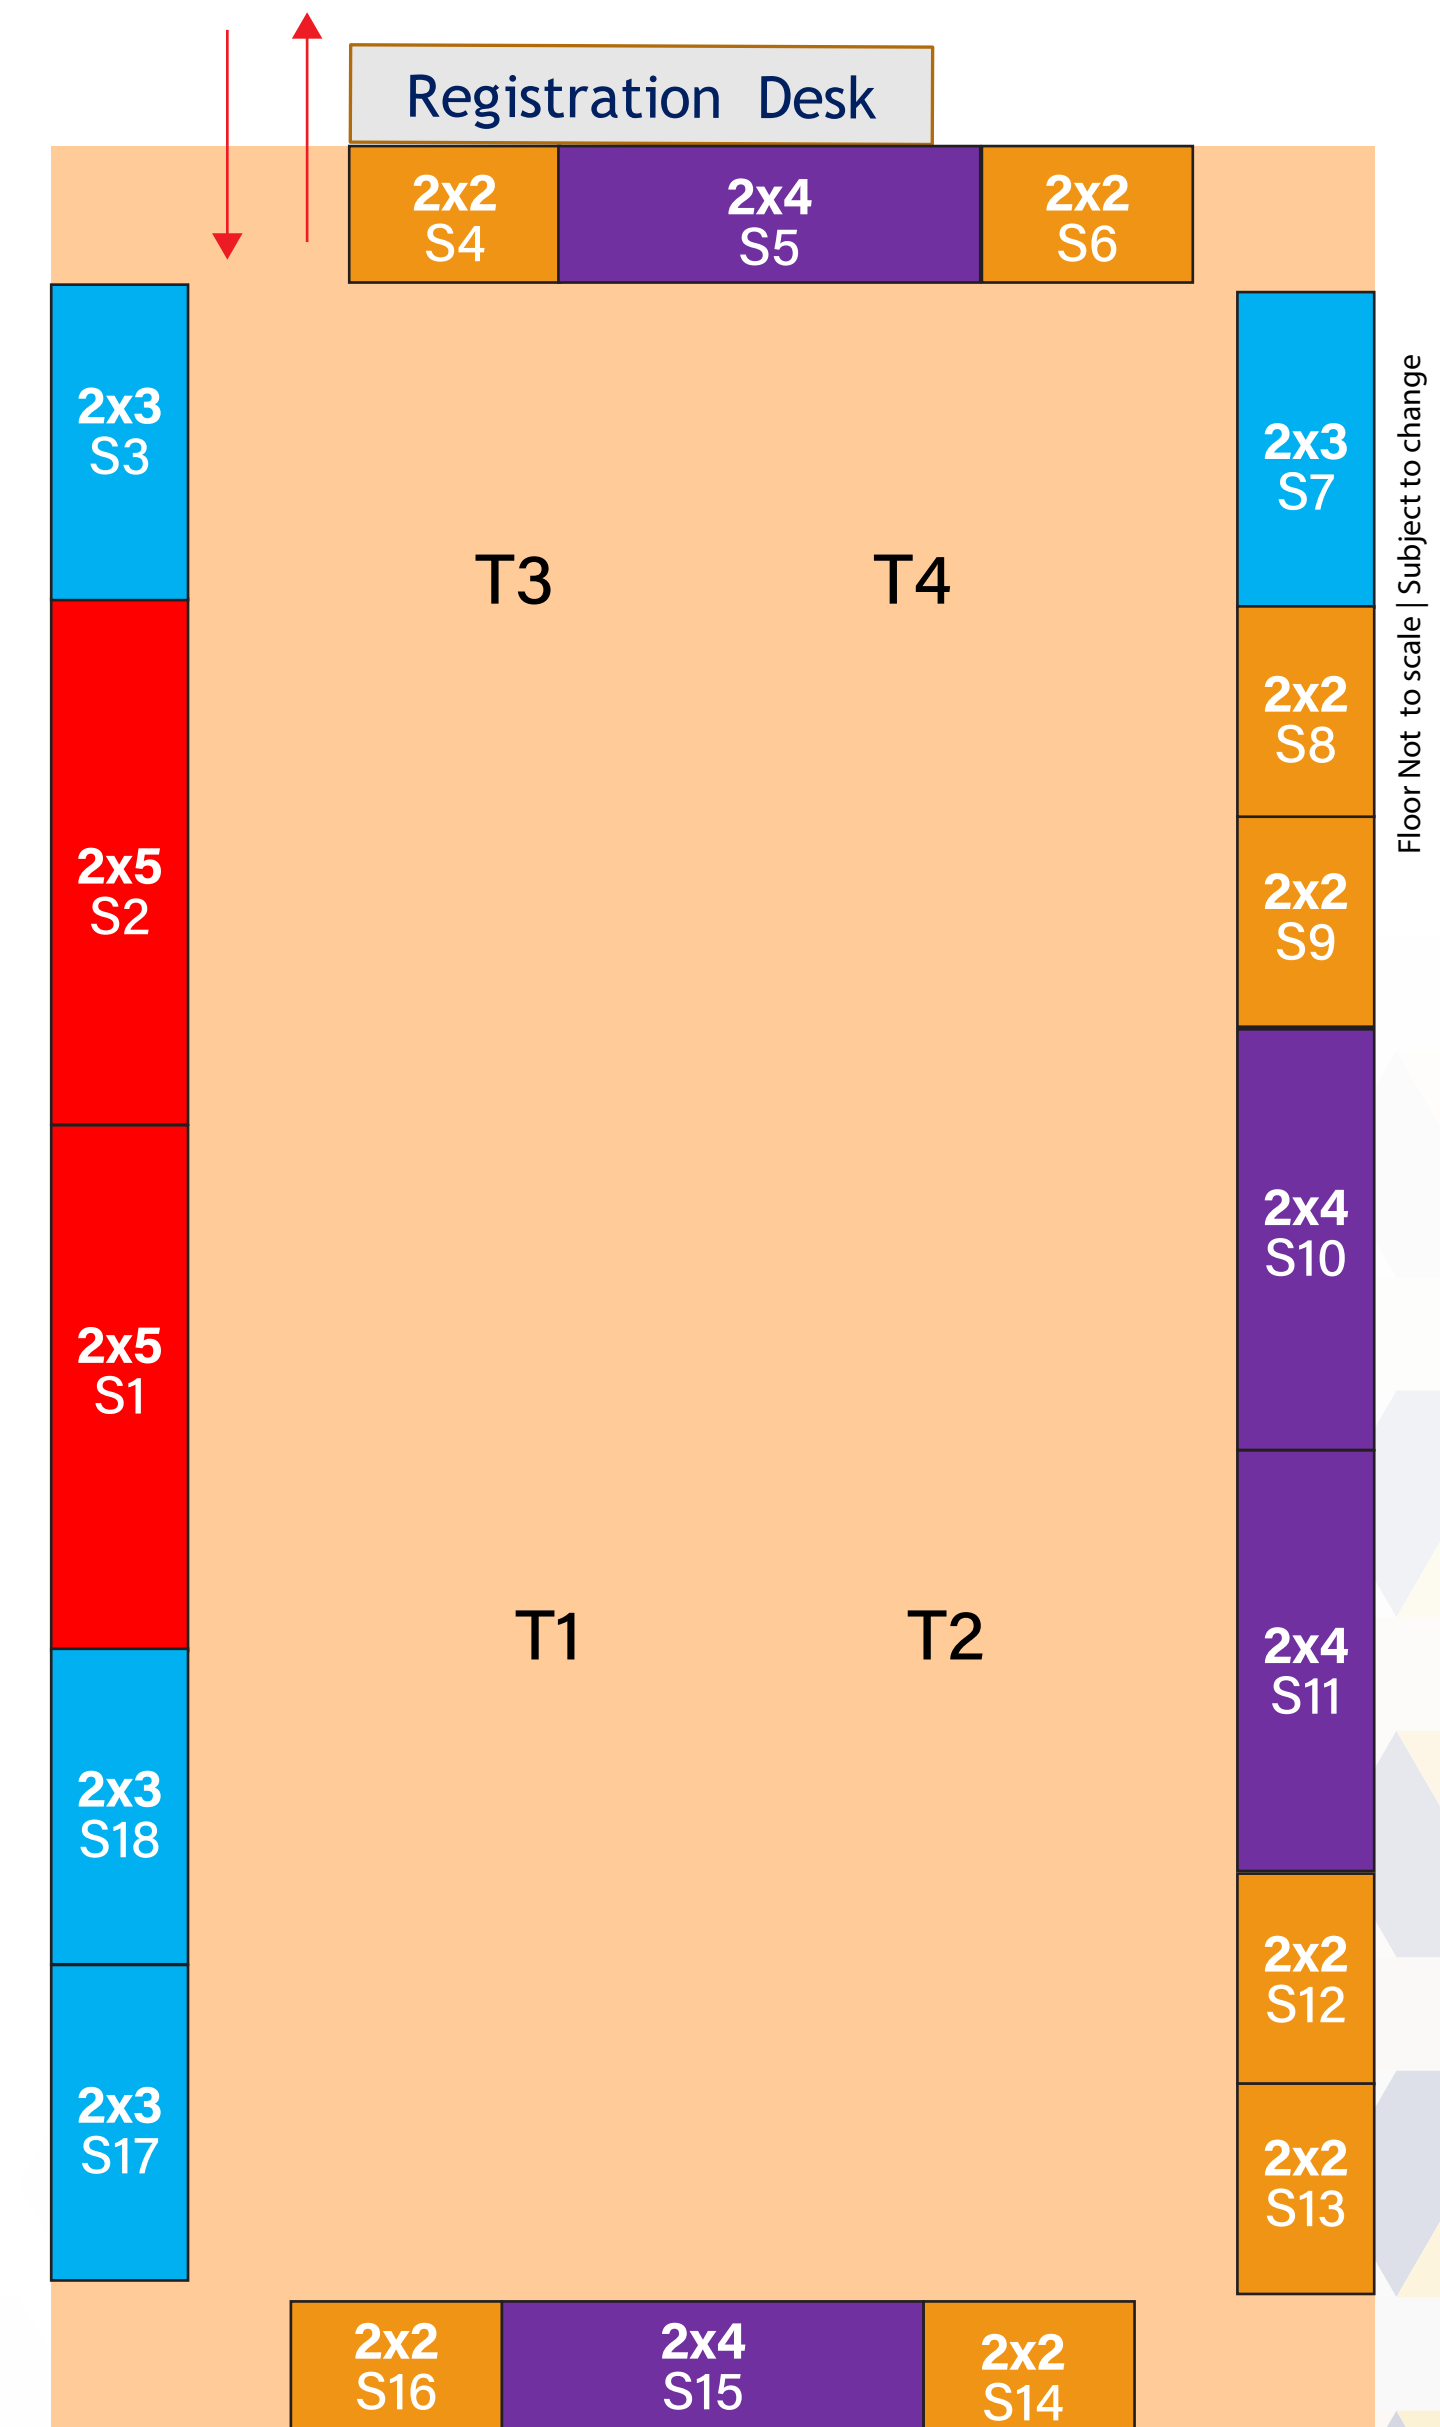 Registration Desk
2x2
S4
2x4
S5
2x2
S6
2x3
S3
2x3
S7
Floor Not to scale | Subject to change
T3
T4
2x2
S8
2x5
S2
2x2
S9
2x4
S10
2x5
S1
T1
T2
2x4
S11
2x3
S18
2x2
S12
2x3
S17
2x2
S13
2x2
S16
2x4
S15
2x2
S14